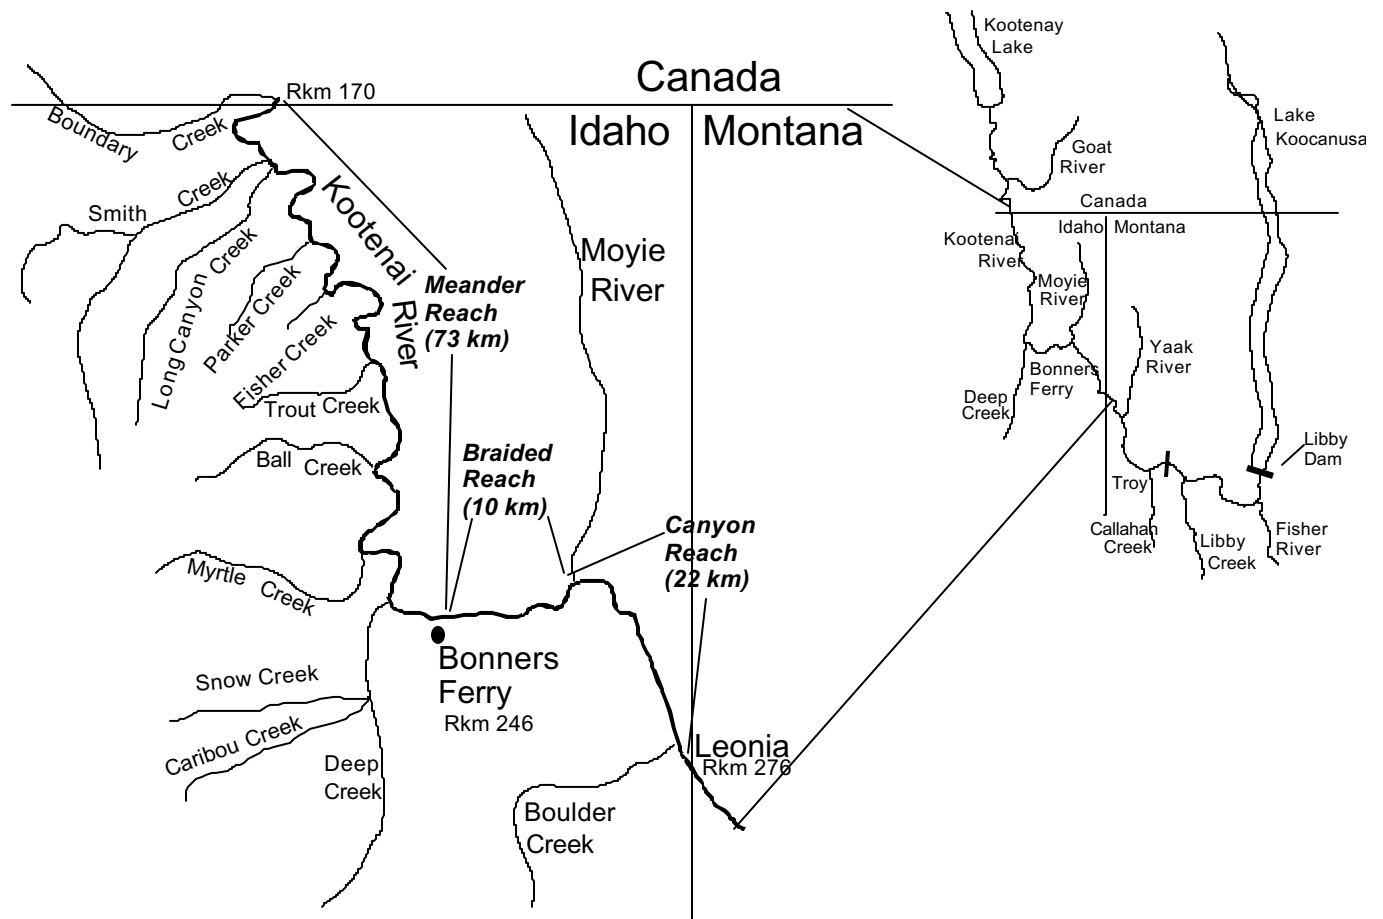 Canada
Idaho
Montana
Rkm 170
Boundary
Creek
Smith
Creek
Long Canyon
Creek
Parker Creek
Fisher Creek
Trout Creek
Ball
Creek
Myrtle
Creek
Snow Creek
Caribou Creek
Deep
Creek
Kootenai
River
Meander
Reach
(73 km)
Moyie
River
Braided
Reach
(10 km)
Canyon
Reach
(22 km)
Bonners
Ferry
Rkm 246
Leonia
Rkm 276
Boulder
Creek
Kootenay
Lake
Goat
River
Lake
Koocanusa
Canada
Idaho
Montana
Kootenai
River
Moyie
River
Yaak
River
Bonners
Ferry
Deep
Creek
Libby
Dam
Troy
Callahan
Creek
Libby
Creek
Fisher
River